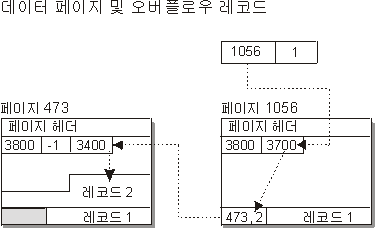 데이터 페이지 및 오버플로우 레코드
1056 1
페이지 473
페이지 헤더
3800 -1 3400
레코드 2
레코드 1
페이지 1056
페이지 헤더
3800 3700
473,2 레코드 1